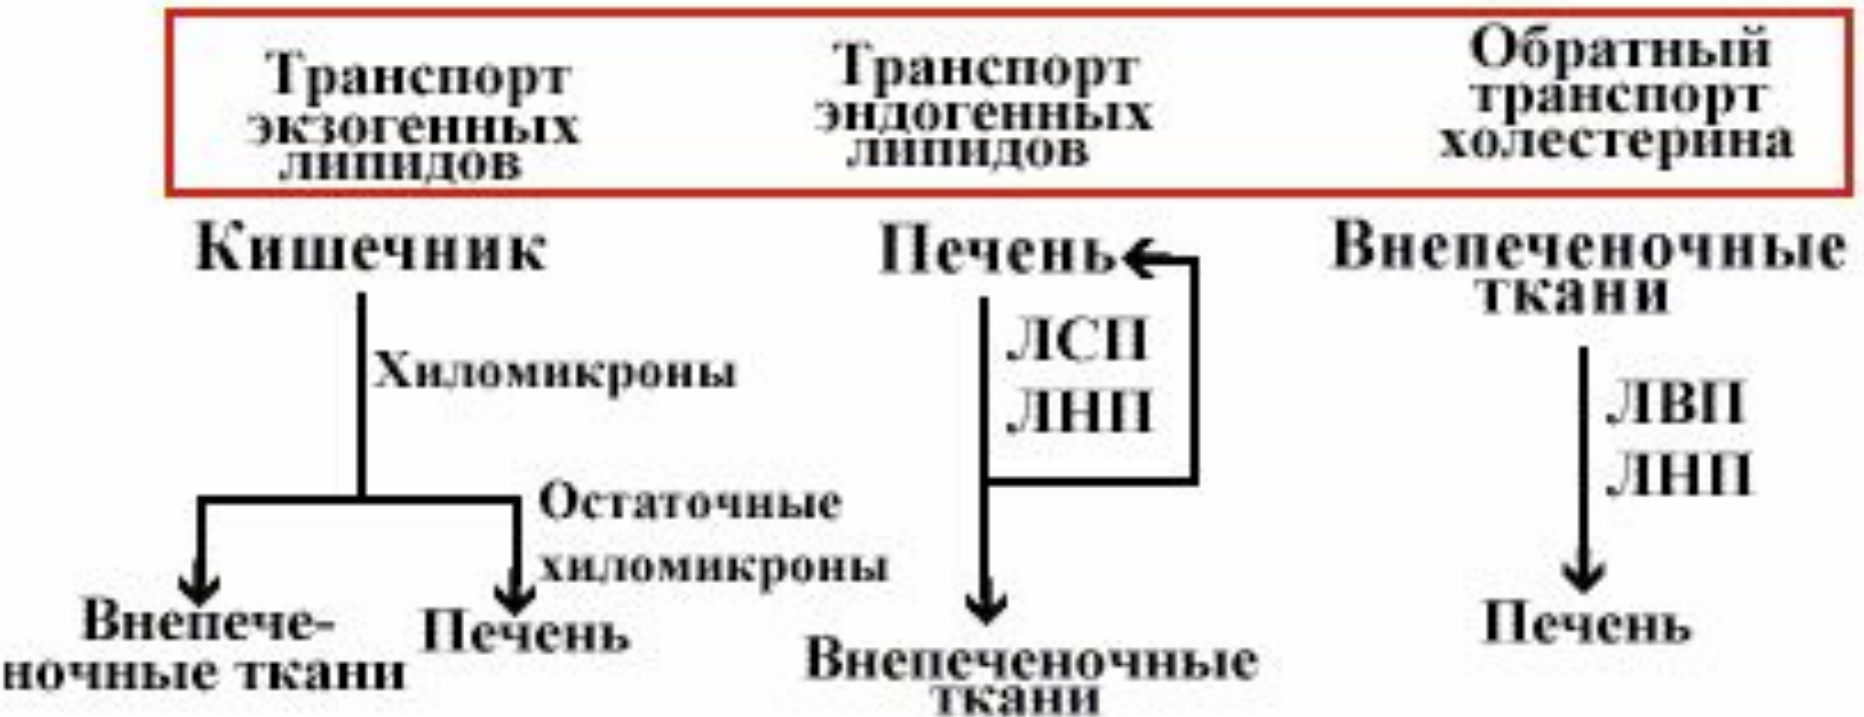 Транспорт
экзогенных
липидов
Транспорт
эндогенных
липидов
Обратный
транспорт
холестерина
Кишечник
Хиломикроны
Остаточные
хиломикроны
Внепече-
ночные ткани
Печень
Печень
ЛСП
ЛНП
Внепеченочные
ткани
Внепеченочные
ткани
ЛВП
ЛНП
Печень